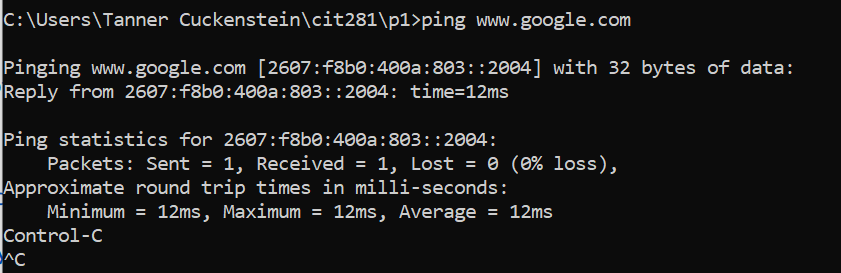 C:\Users\Tanner Cuckenstein\cit281\p1>ping www.google.com
Pinging www.google.com [2607:f8b0:400a:803::2004] with 32 bytes of data:
Reply from 2607:f8b0:400a:803::2004: time=12ms
Ping statistics for 2607:f8b0:400a:803::2004:
    Packets: Sent = 1, Received = 1, Lost = 0 (0% loss),
Approximate round trip times in milli-seconds:
    Minimum = 12ms, Maximum = 12ms, Average = 12ms
Control-C
^C